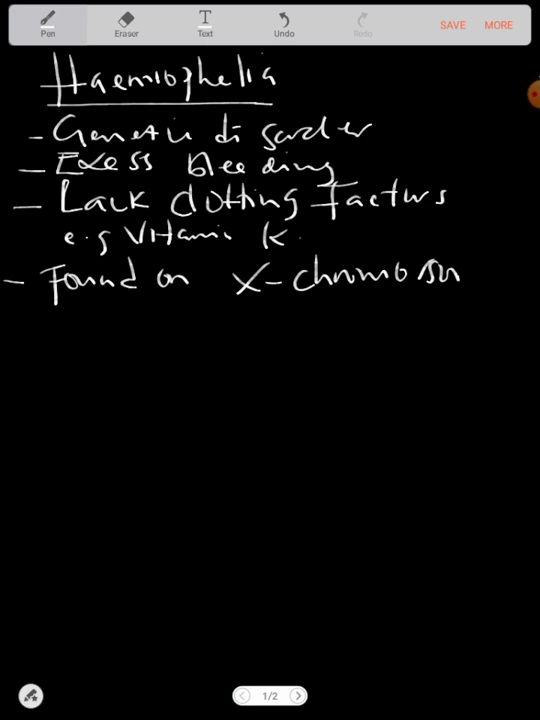 Pen Eraser Text Undo Redo SAVE MORE
Haemophelia
- Genetic disorder
- Exess bleeding
- Lack clotting Factors
e.g Vitamin K.
- Found on X-chromosom
1/2